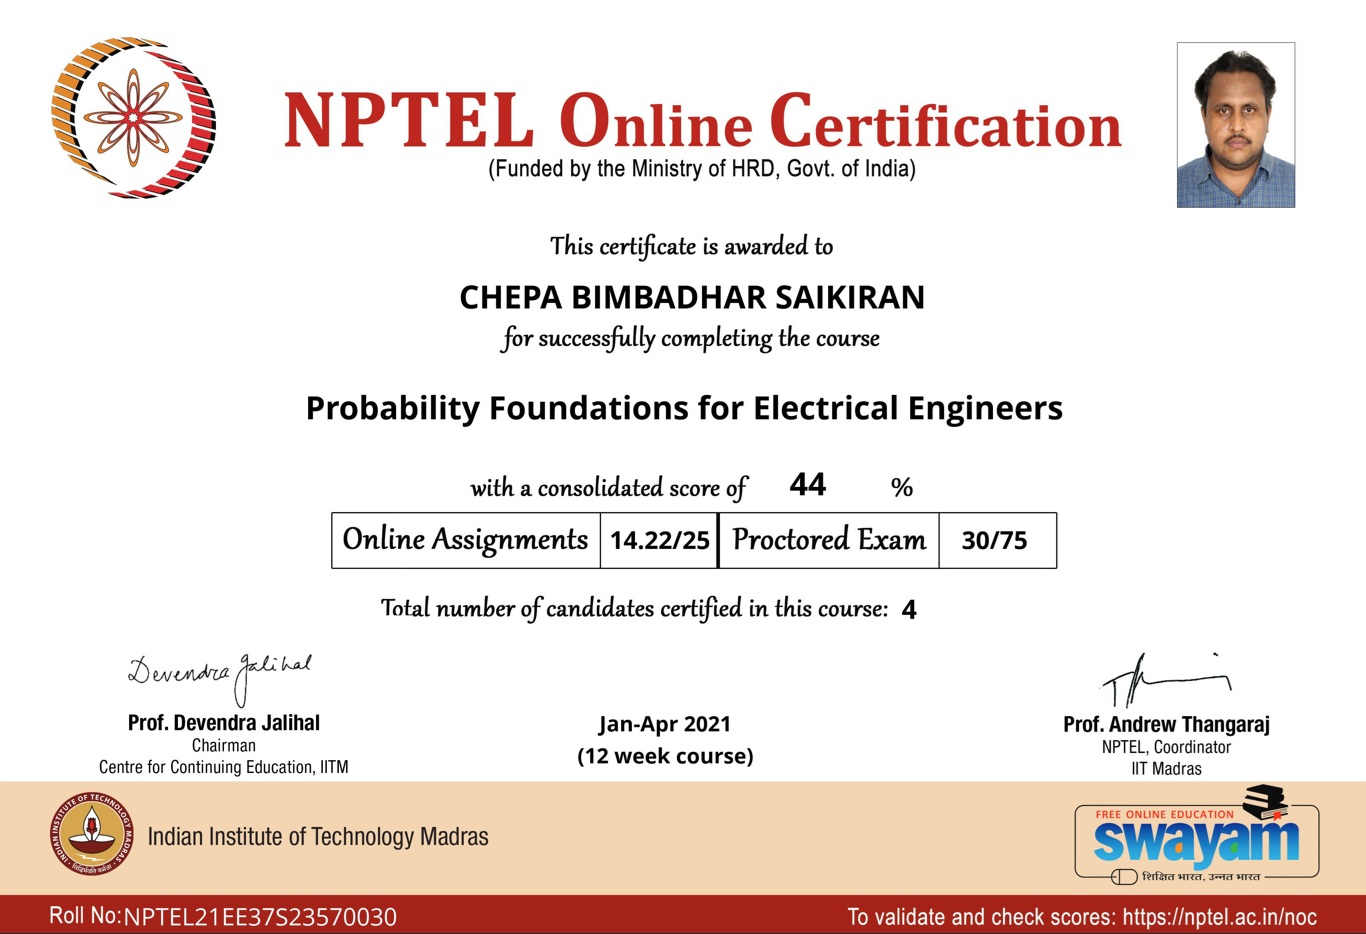 NPTEL Online Certification
(Funded by the Ministry of HRD, Govt. of India)
This certificate is awarded to
CHEPA BIMBADHAR SAIKIRAN
for successfully completing the course
Probability Foundations for Electrical Engineers
with a consolidated score of 44 %
Online Assignments 14.22/25 Proctored Exam 30/75
Total number of candidates certified in this course: 4
Devendra Jalihal
Prof. Devendra Jalihal
Chairman
Centre for Continuing Education, IITM
Jan-Apr 2021
(12 week course)
Prof. Andrew Thangaraj
NPTEL, Coordinator
IIT Madras
INDIAN INSTITUTE OF TECHNOLOGY MADRAS
Indian Institute of Technology Madras
FREE ONLINE EDUCATION
swayam
शिक्षित भारत, उन्नत भारत
Roll No:NPTEL21EE37S23570030
To validate and check scores: https://nptel.ac.in/noc